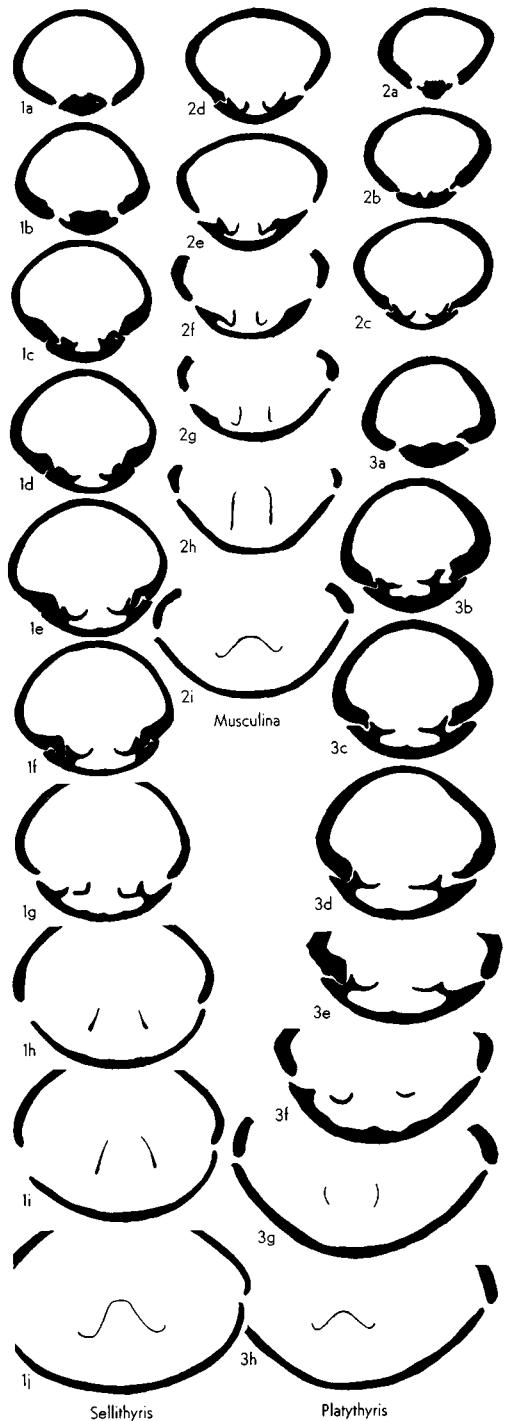 1a
2d
2a
1b
2e
2b
1c
2f
2c
1d
2g
3a
1e
2h
3b
2i
Musculina
1f
3c
1g
3d
1h
3e
3f
1i
3g
1j
3h
Sellithyris
Platythyris